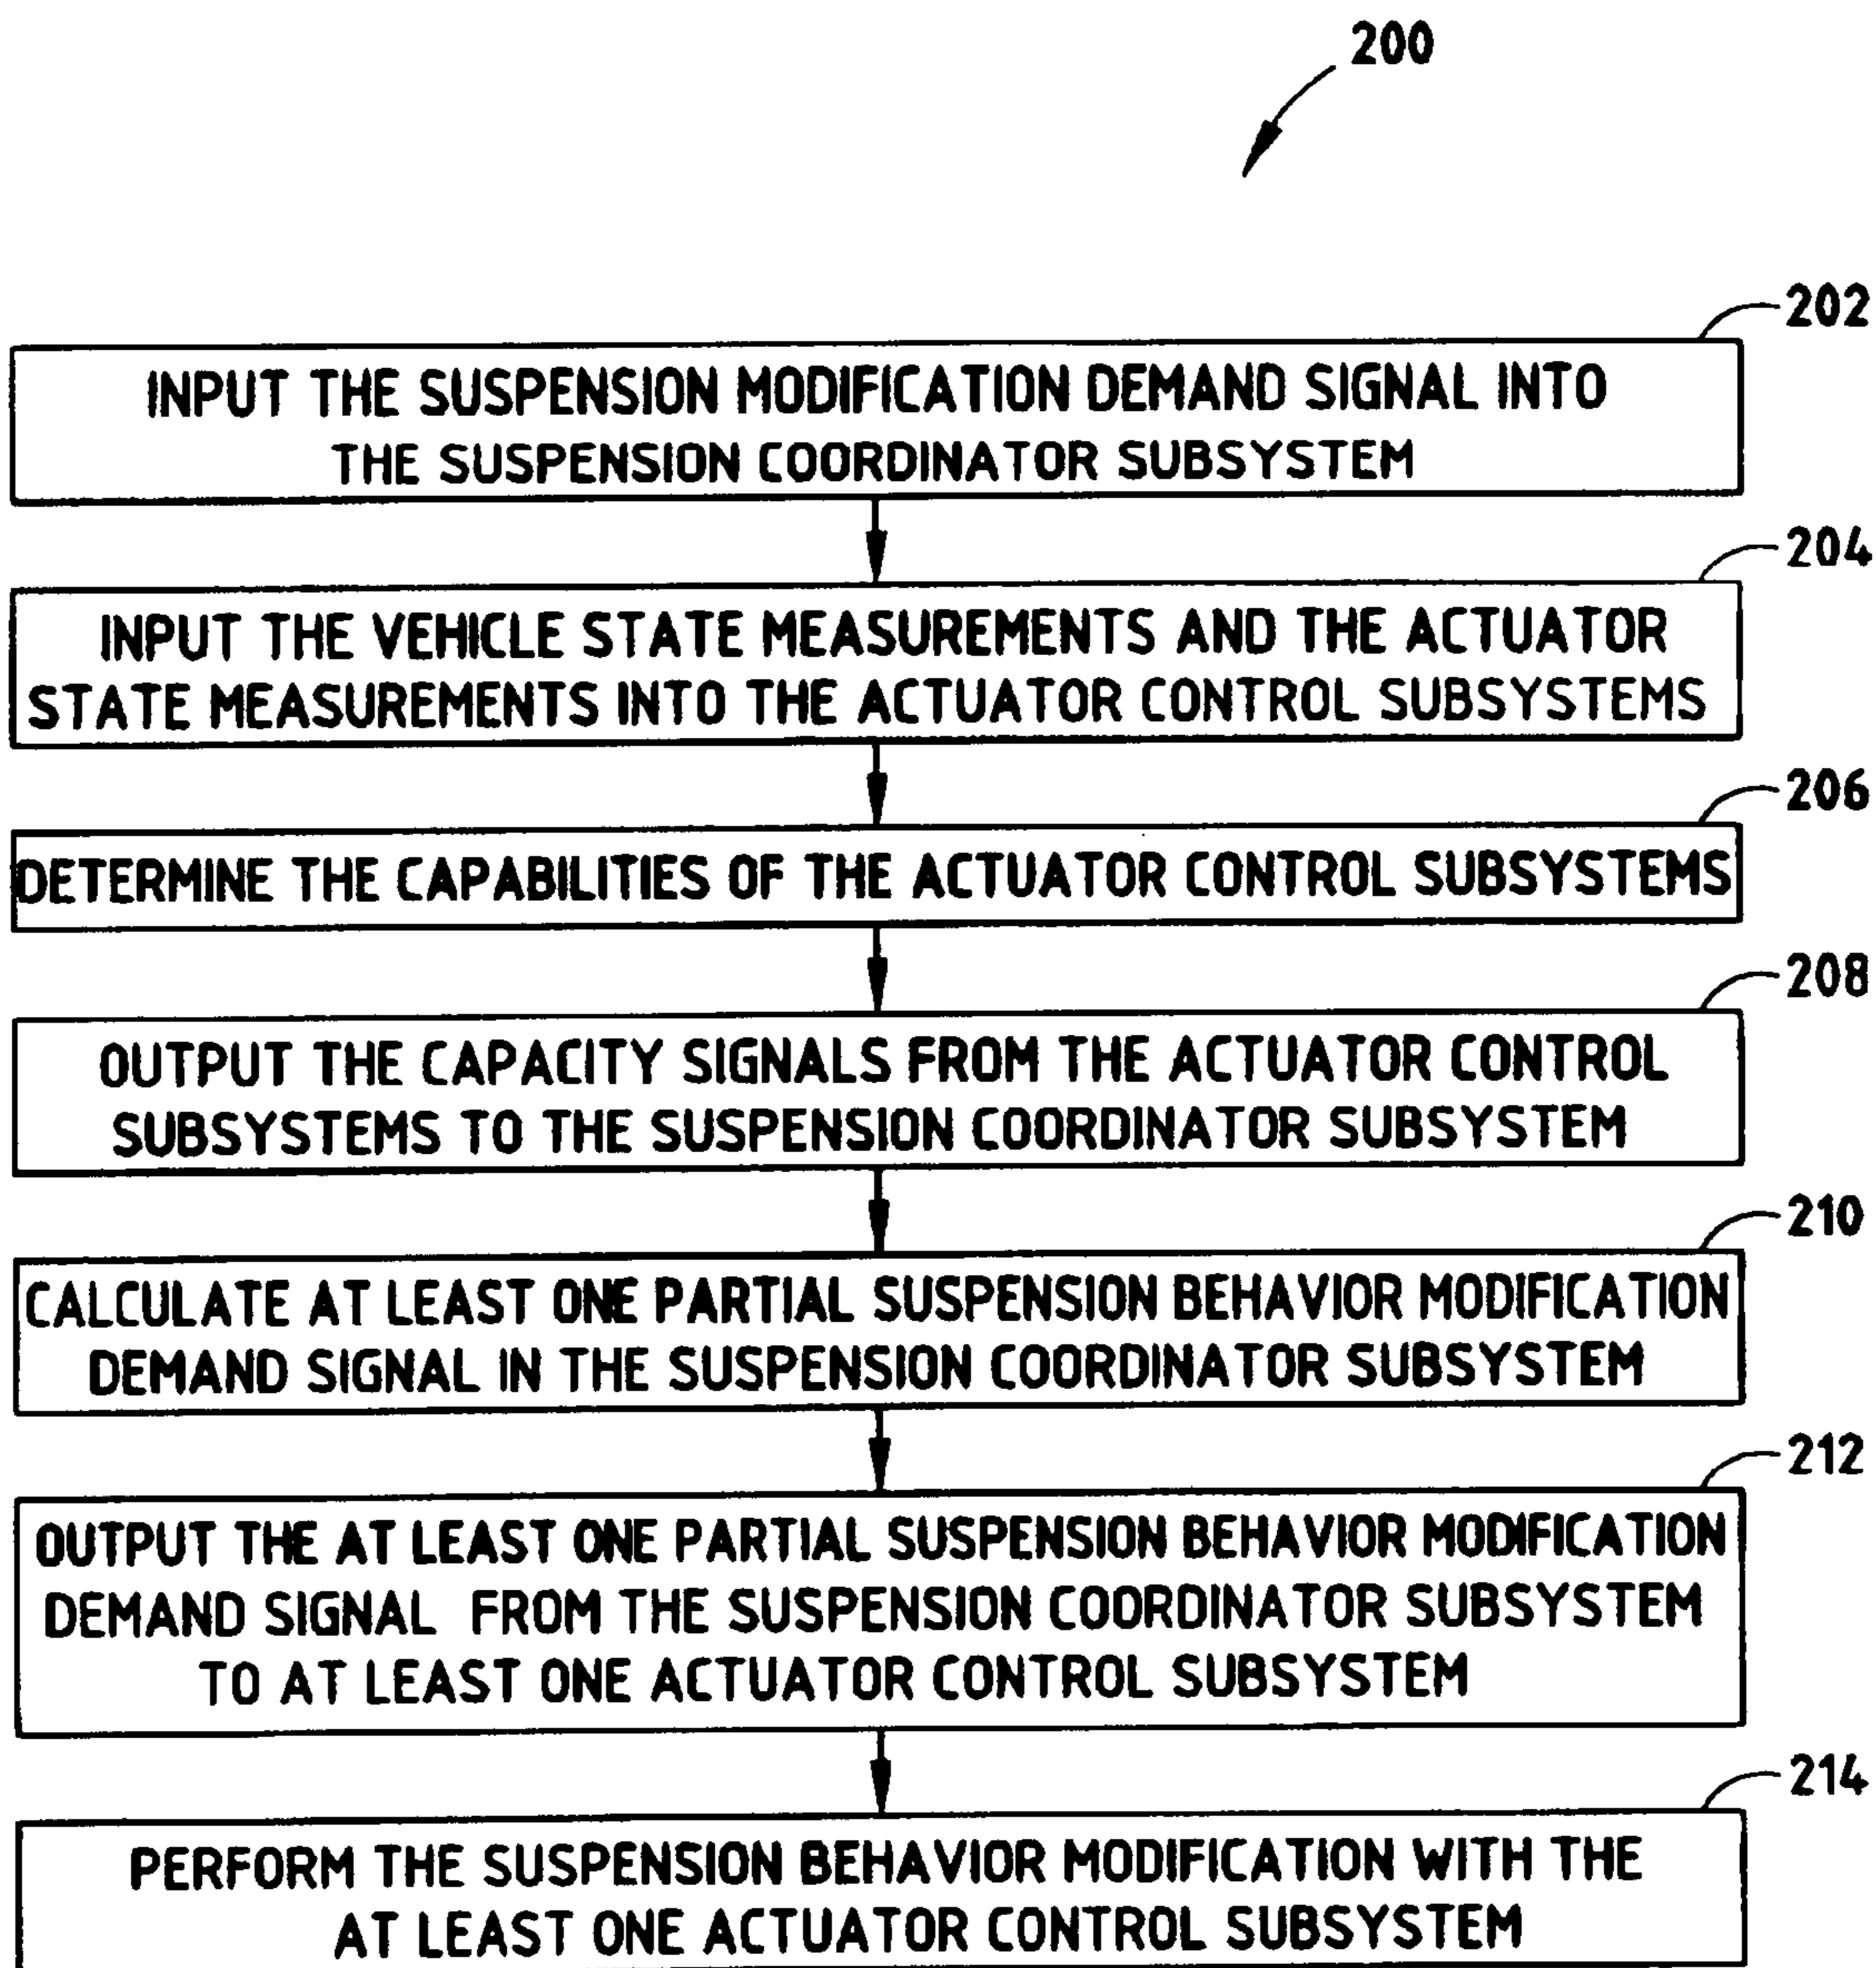 200
202
INPUT THE SUSPENSION MODIFICATION DEMAND SIGNAL INTO
THE SUSPENSION COORDINATOR SUBSYSTEM
204
INPUT THE VEHICLE STATE MEASUREMENTS AND THE ACTUATOR
STATE MEASUREMENTS INTO THE ACTUATOR CONTROL SUBSYSTEMS
206
DETERMINE THE CAPABILITIES OF THE ACTUATOR CONTROL SUBSYSTEMS
208
OUTPUT THE CAPACITY SIGNALS FROM THE ACTUATOR CONTROL
SUBSYSTEMS TO THE SUSPENSION COORDINATOR SUBSYSTEM
210
CALCULATE AT LEAST ONE PARTIAL SUSPENSION BEHAVIOR MODIFICATION
DEMAND SIGNAL IN THE SUSPENSION COORDINATOR SUBSYSTEM
212
OUTPUT THE AT LEAST ONE PARTIAL SUSPENSION BEHAVIOR MODIFICATION
DEMAND SIGNAL FROM THE SUSPENSION COORDINATOR SUBSYSTEM
TO AT LEAST ONE ACTUATOR CONTROL SUBSYSTEM
214
PERFORM THE SUSPENSION BEHAVIOR MODIFICATION WITH THE
AT LEAST ONE ACTUATOR CONTROL SUBSYSTEM